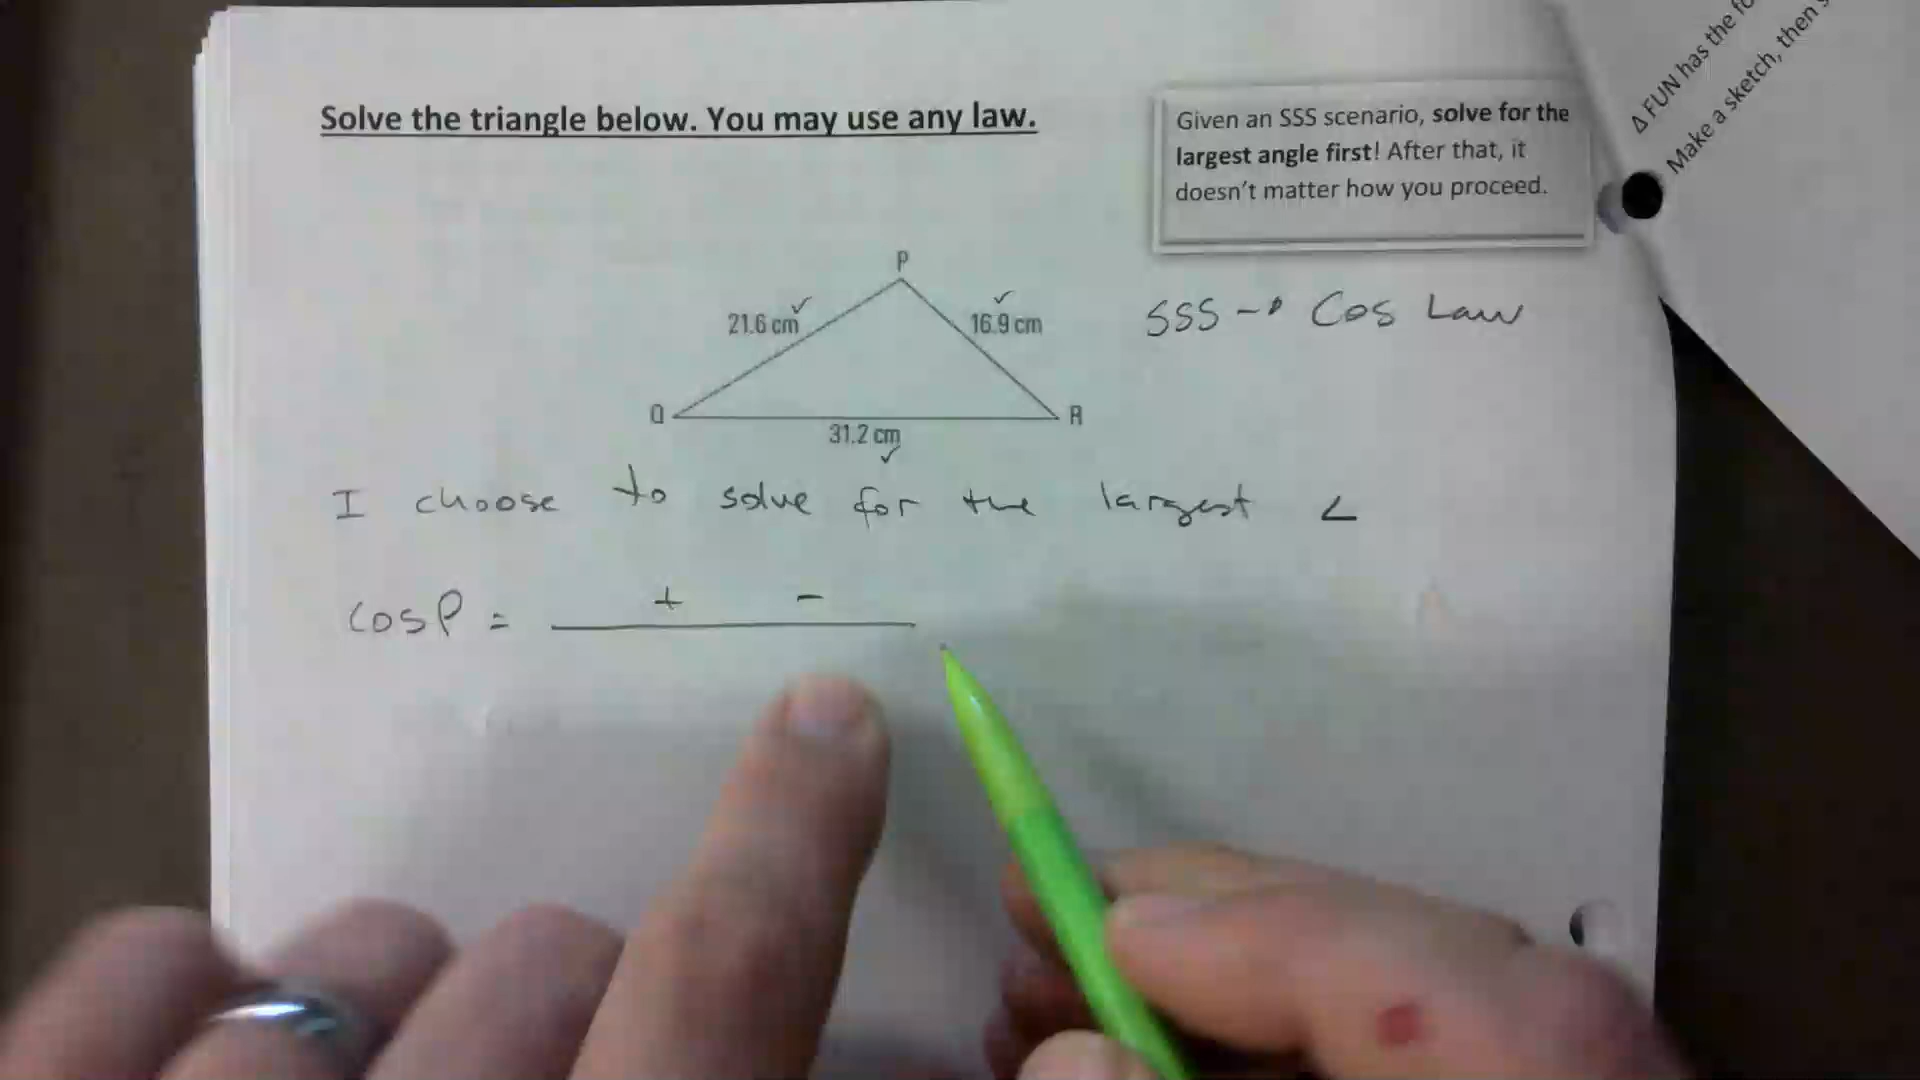 Solve the triangle below. You may use any law.
Given an SSS scenario, solve for the
largest angle first! After that, it
doesn't matter how you proceed.
Δ FUN has the
Make a sketch, then
P
21.6 cm ✓
16.9 cm ✓
SSS → Cos Law
Q
R
31.2 cm ✓
I choose to solve for the largest <
cosP = + -